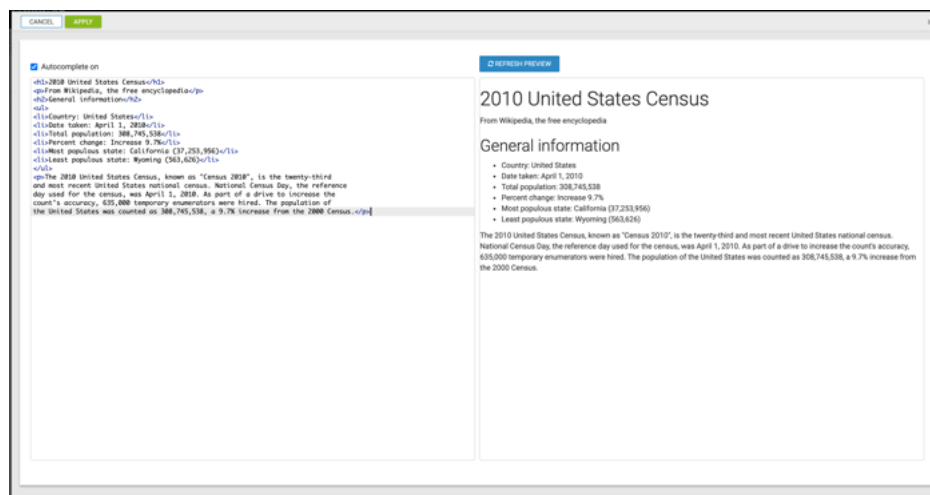 CANCEL APPLY
Autocomplete on
<h1>2010 United States Census</h1>
<p>From Wikipedia, the free encyclopedia</p>
<h2>General information</h2>
<ul>
<li>Country: United States</li>
<li>Date taken: April 1, 2010</li>
<li>Total population: 308,745,538</li>
<li>Percent change: Increase 9.7%</li>
<li>Most populous state: California (37,253,956)</li>
<li>Least populous state: Wyoming (563,626)</li>
</ul>
<p>The 2010 United States Census, known as "Census 2010", is the twenty-third
and most recent United States national census. National Census Day, the reference
day used for the census, was April 1, 2010. As part of a drive to increase the
count's accuracy, 635,000 temporary enumerators were hired. The population of
the United States was counted as 308,745,538, a 9.7% increase from the 2000 Census.</p>
REFRESH PREVIEW
2010 United States Census
From Wikipedia, the free encyclopedia
General information
• Country: United States
• Date taken: April 1, 2010
• Total population: 308,745,538
• Percent change: Increase 9.7%
• Most populous state: California (37,253,956)
• Least populous state: Wyoming (563,626)
The 2010 United States Census, known as "Census 2010", is the twenty-third and most recent United States national census.
National Census Day, the reference day used for the census, was April 1, 2010. As part of a drive to increase the count's accuracy,
635,000 temporary enumerators were hired. The population of the United States was counted as 308,745,538, a 9.7% increase from
the 2000 Census.